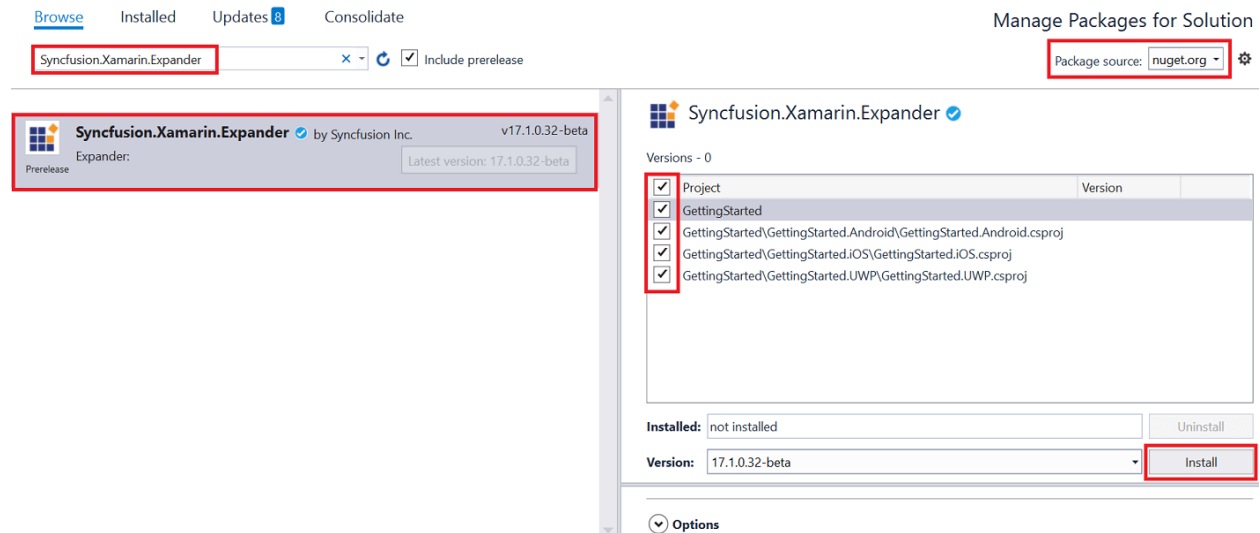 Browse Installed Updates 8 Consolidate
Manage Packages for Solution
Syncfusion.Xamarin.Expander
Include prerelease
Package source: nuget.org
Syncfusion.Xamarin.Expander by Syncfusion Inc. v17.1.0.32-beta
Expander:
Latest version: 17.1.0.32-beta
Prerelease
Syncfusion.Xamarin.Expander
Versions - 0
Project Version
GettingStarted
GettingStarted\GettingStarted.Android\GettingStarted.Android.csproj
GettingStarted\GettingStarted.iOS\GettingStarted.iOS.csproj
GettingStarted\GettingStarted.UWP\GettingStarted.UWP.csproj
Installed: not installed Uninstall
Version: 17.1.0.32-beta Install
Options